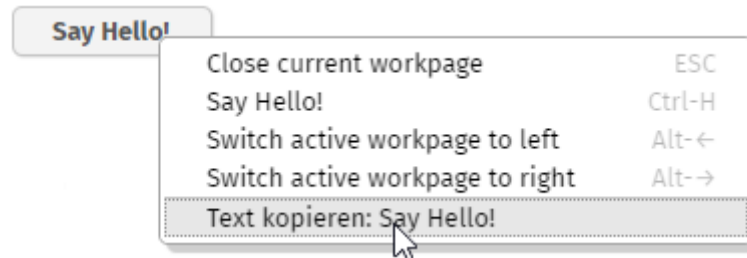 Say Hello!
Close current workpage ESC
Say Hello! Ctrl-H
Switch active workpage to left Alt-←
Switch active workpage to right Alt-→
Text kopieren: Say Hello!